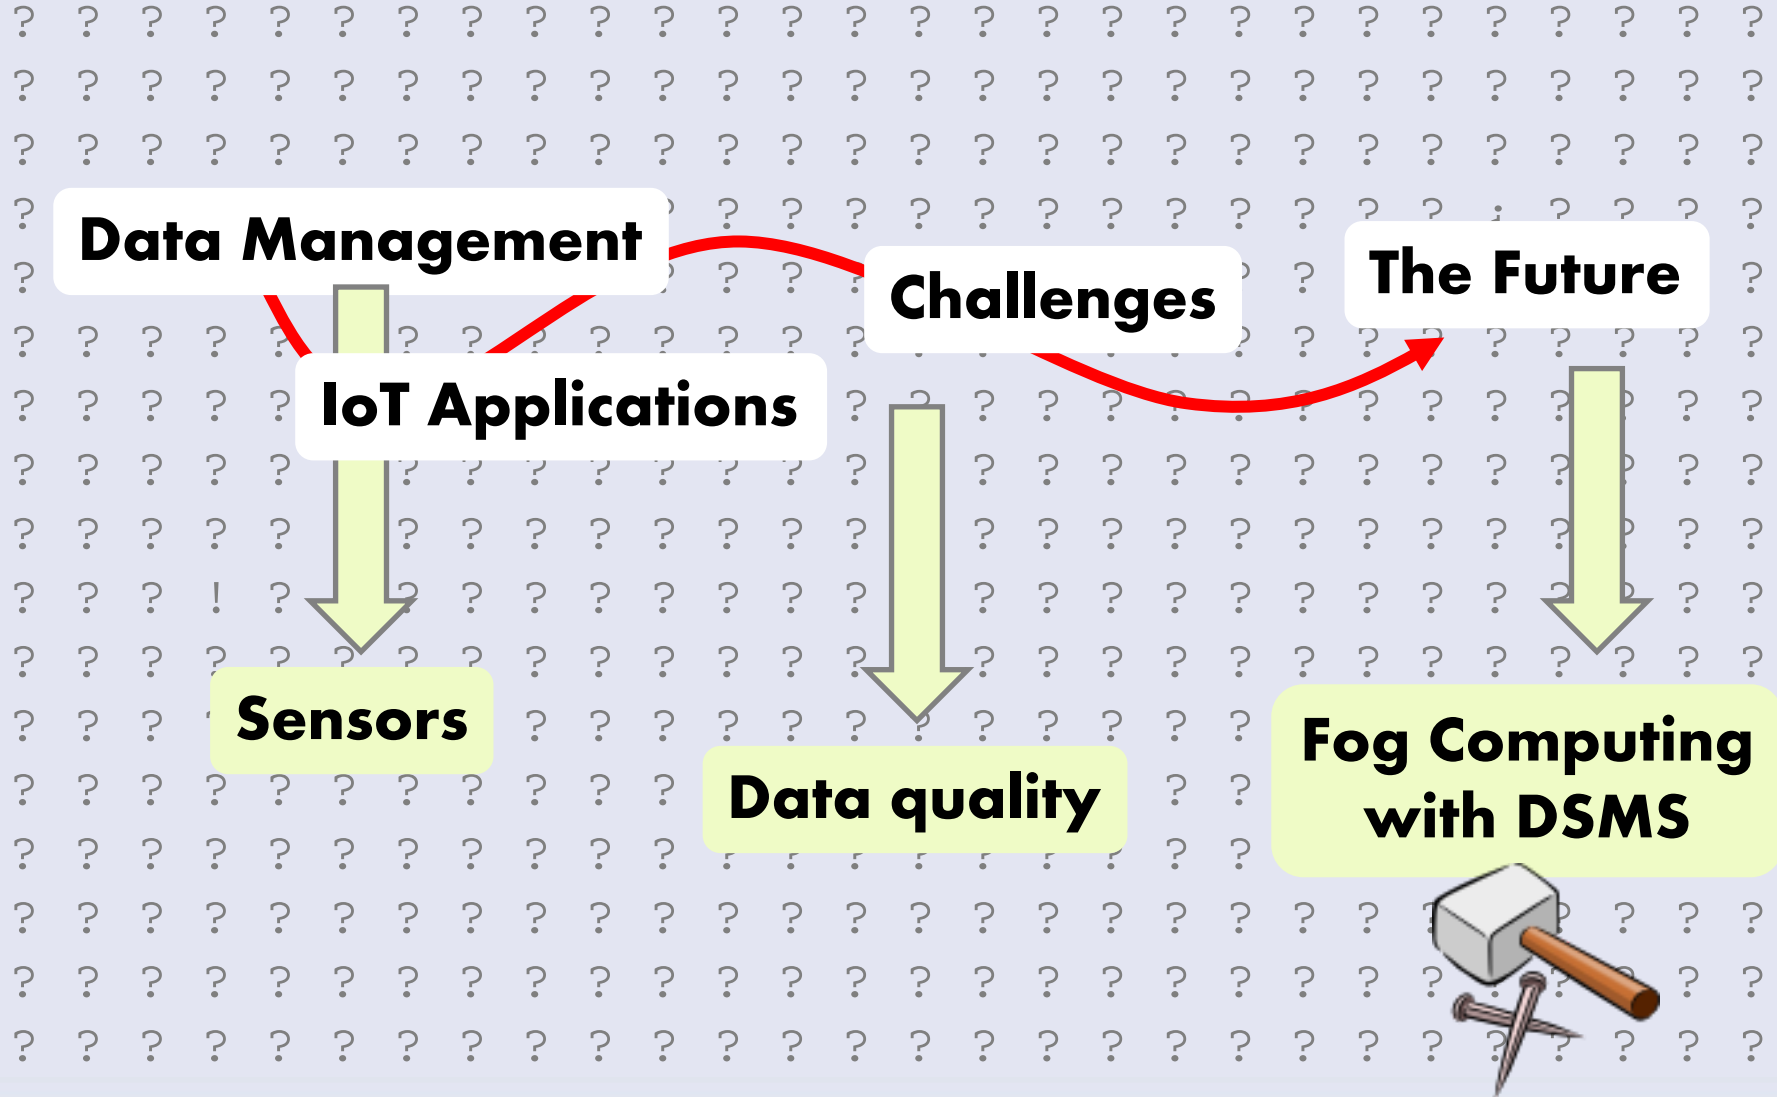 Data Management
IoT Applications
Challenges
The Future
Sensors
Data quality
Fog Computing
with DSMS